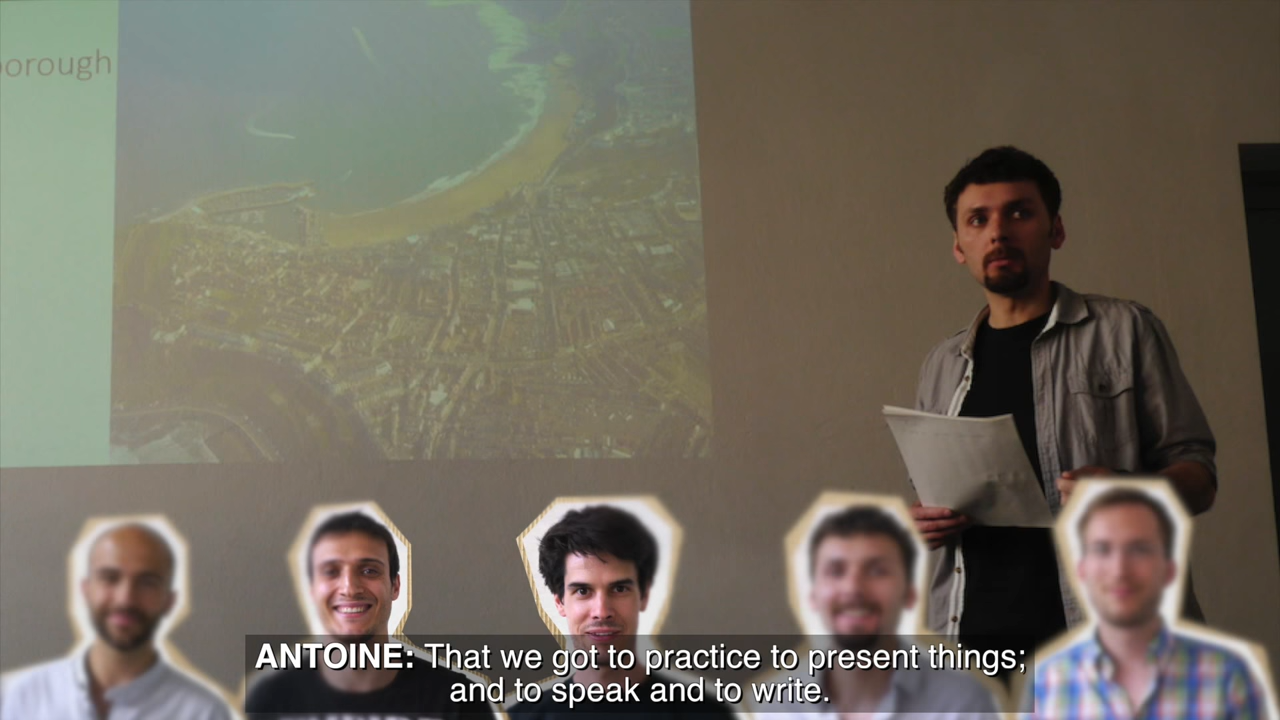 borough
ANTOINE: That we got to practice to present things;
and to speak and to write.